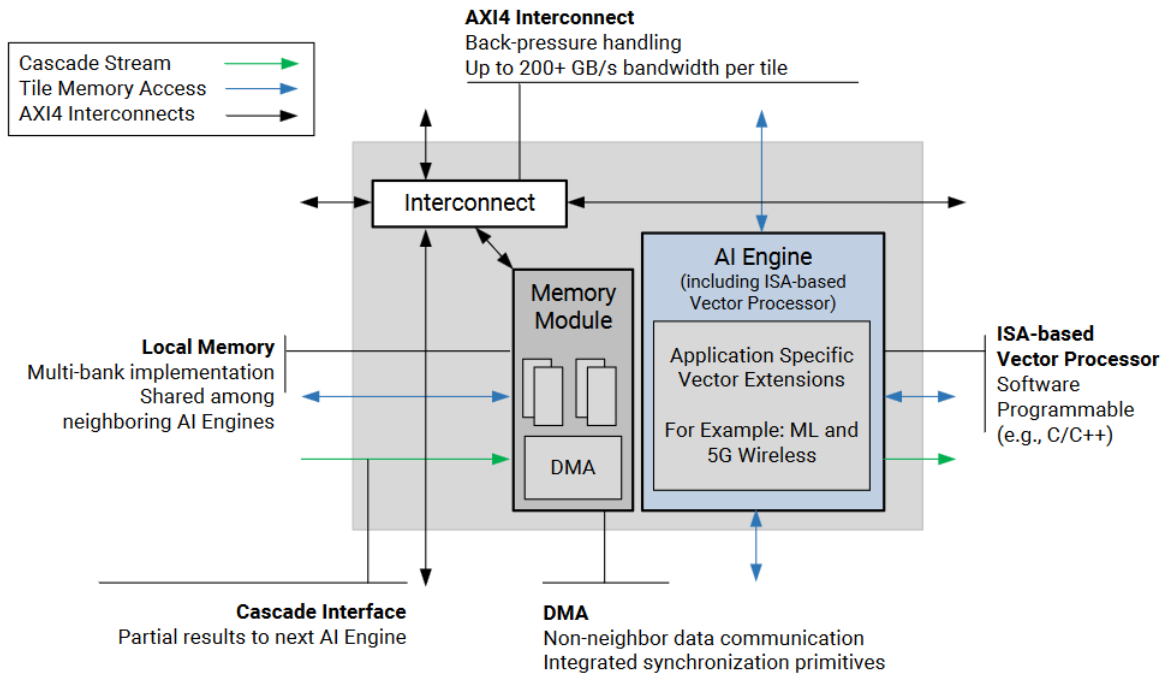 AXI4 Interconnect
Back-pressure handling
Up to 200+ GB/s bandwidth per tile
Cascade Stream
Tile Memory Access
AXI4 Interconnects
Interconnect
AI Engine
(including ISA-based
Vector Processor)
Memory
Module
Application Specific
Vector Extensions
For Example: ML and
5G Wireless
DMA
Local Memory
Multi-bank implementation
Shared among
neighboring AI Engines
ISA-based
Vector Processor
Software
Programmable
(e.g., C/C++)
Cascade Interface
Partial results to next AI Engine
DMA
Non-neighbor data communication
Integrated synchronization primitives